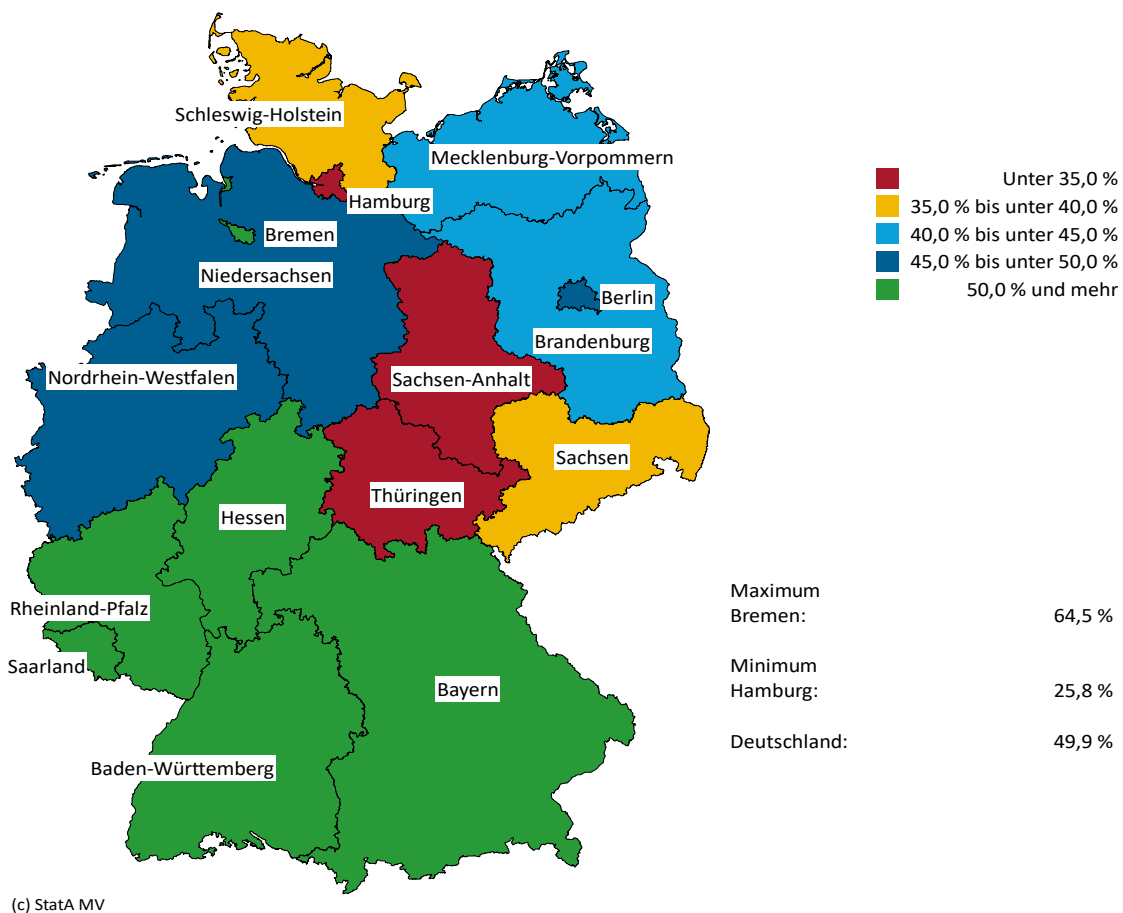 Schleswig-Holstein
Mecklenburg-Vorpommern
Hamburg
Bremen
Niedersachsen
Berlin
Brandenburg
Nordrhein-Westfalen
Sachsen-Anhalt
Sachsen
Thüringen
Hessen
Rheinland-Pfalz
Saarland
Bayern
Baden-Württemberg
Unter 35,0 %
35,0 % bis unter 40,0 %
40,0 % bis unter 45,0 %
45,0 % bis unter 50,0 %
50,0 % und mehr
Maximum
Bremen: 64,5 %
Minimum
Hamburg: 25,8 %
Deutschland: 49,9 %
(c) StatA MV